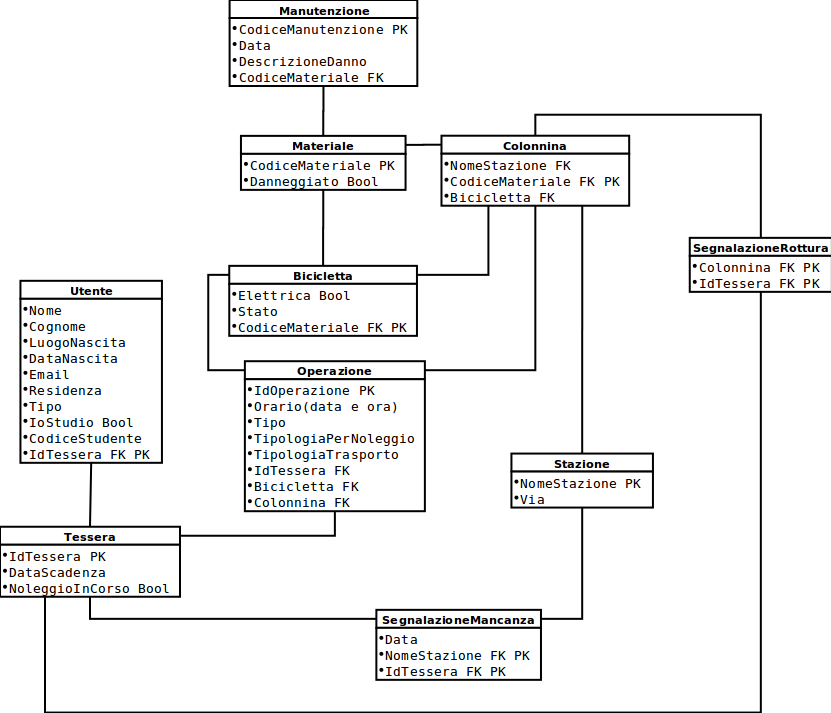 Manutenzione
•CodiceManutenzione PK
•Data
•DescrizioneDanno
•CodiceMateriale FK
Materiale
•CodiceMateriale PK
•Danneggiato Bool
Colonnina
•NomeStazione FK
•CodiceMateriale FK PK
•Bicicletta FK
SegnalazioneRottura
•Colonnina FK PK
•IdTessera FK PK
Bicicletta
•Elettrica Bool
•Stato
•CodiceMateriale FK PK
Utente
•Nome
•Cognome
•LuogoNascita
•DataNascita
•Email
•Residenza
•Tipo
•IoStudio Bool
•CodiceStudente
•IdTessera FK PK
Operazione
•IdOperazione PK
•Orario(data e ora)
•Tipo
•TipologiaPerNoleggio
•TipologiaTrasporto
•IdTessera FK
•Bicicletta FK
•Colonnina FK
Stazione
•NomeStazione PK
•Via
Tessera
•IdTessera PK
•DataScadenza
•NoleggioInCorso Bool
SegnalazioneMancanza
•Data
•NomeStazione FK PK
•IdTessera FK PK